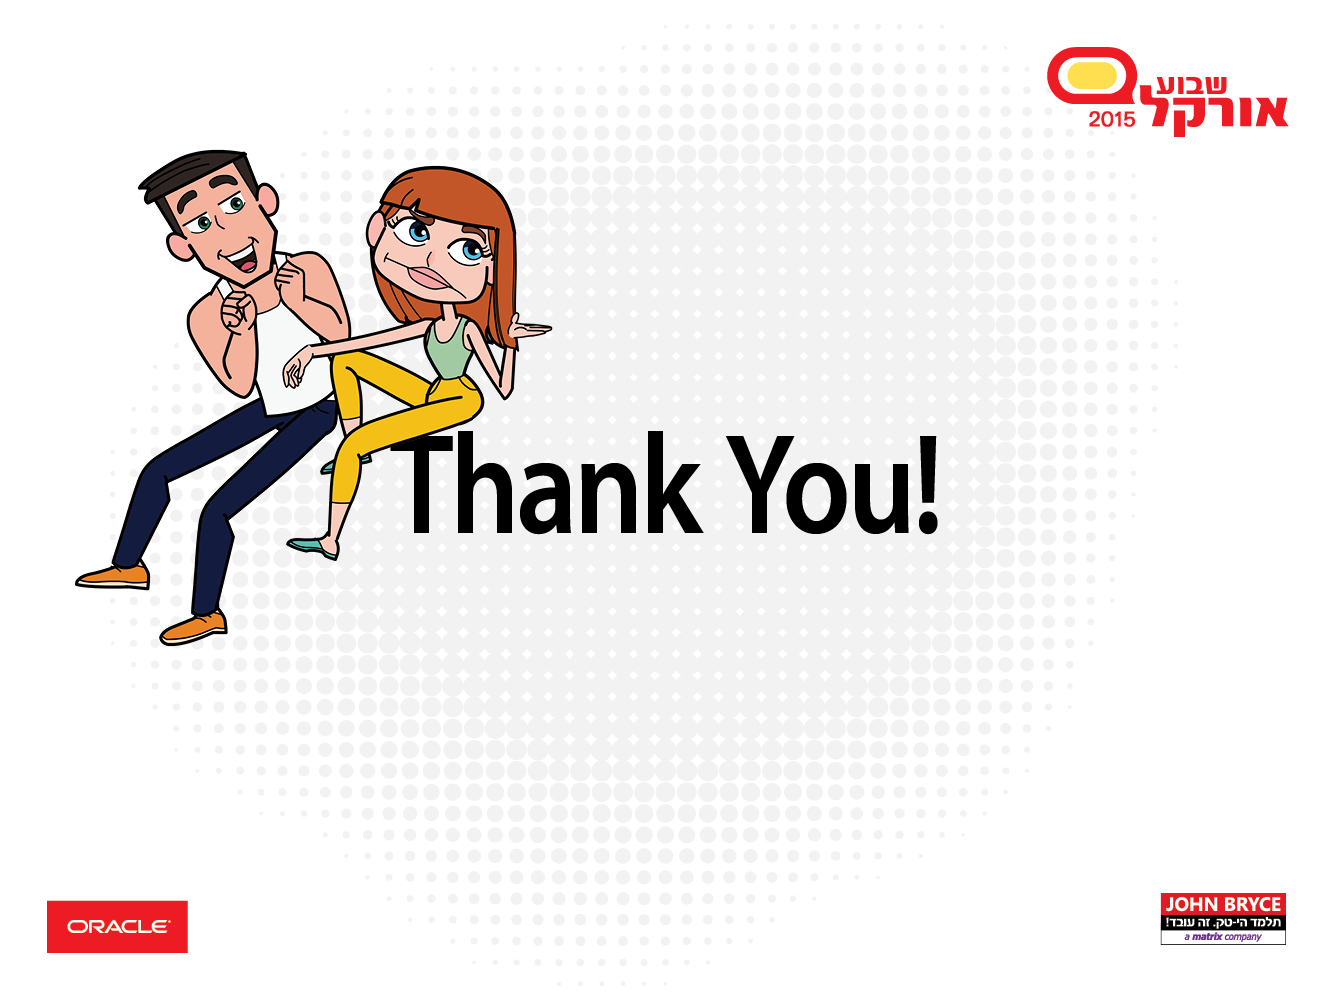 שבוע
אורקל
2015
Thank You!
ORACLE
JOHN BRYCE
תלמד הי-טק. זה עובד!
a matrix company